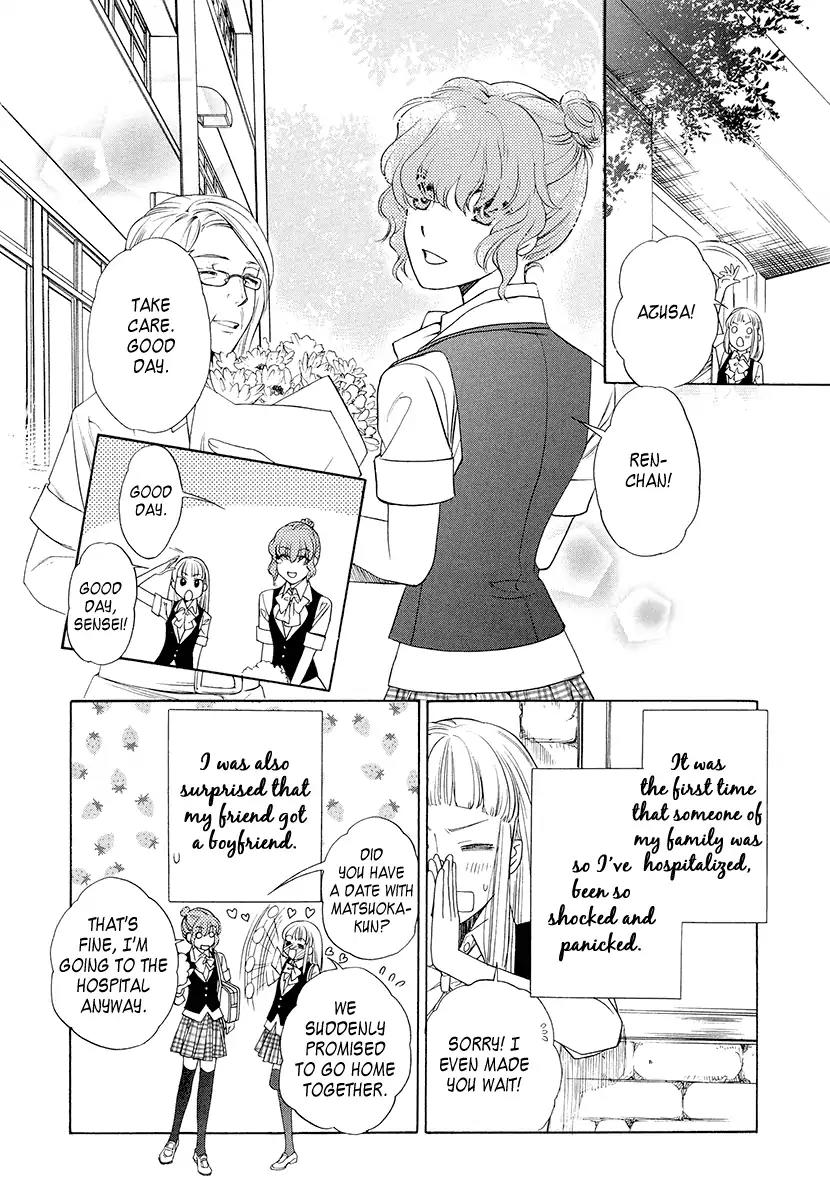 AZUSA!
REN-
CHAN!
TAKE
CARE.
GOOD
DAY.
GOOD
DAY.
GOOD
DAY,
SENSEI!
It was
the first time
that someone of
my family was
hospitalized,
so I've
been so
shocked and
panicked.
SORRY! I
EVEN MADE
YOU WAIT!
I was also
surprised that
my friend got
a boyfriend.
DID
YOU HAVE
A DATE WITH
MATSUOKA-
KUN?
THAT'S
FINE, I'M
GOING TO THE
HOSPITAL
ANYWAY.
WE
SUDDENLY
PROMISED
TO GO HOME
TOGETHER.